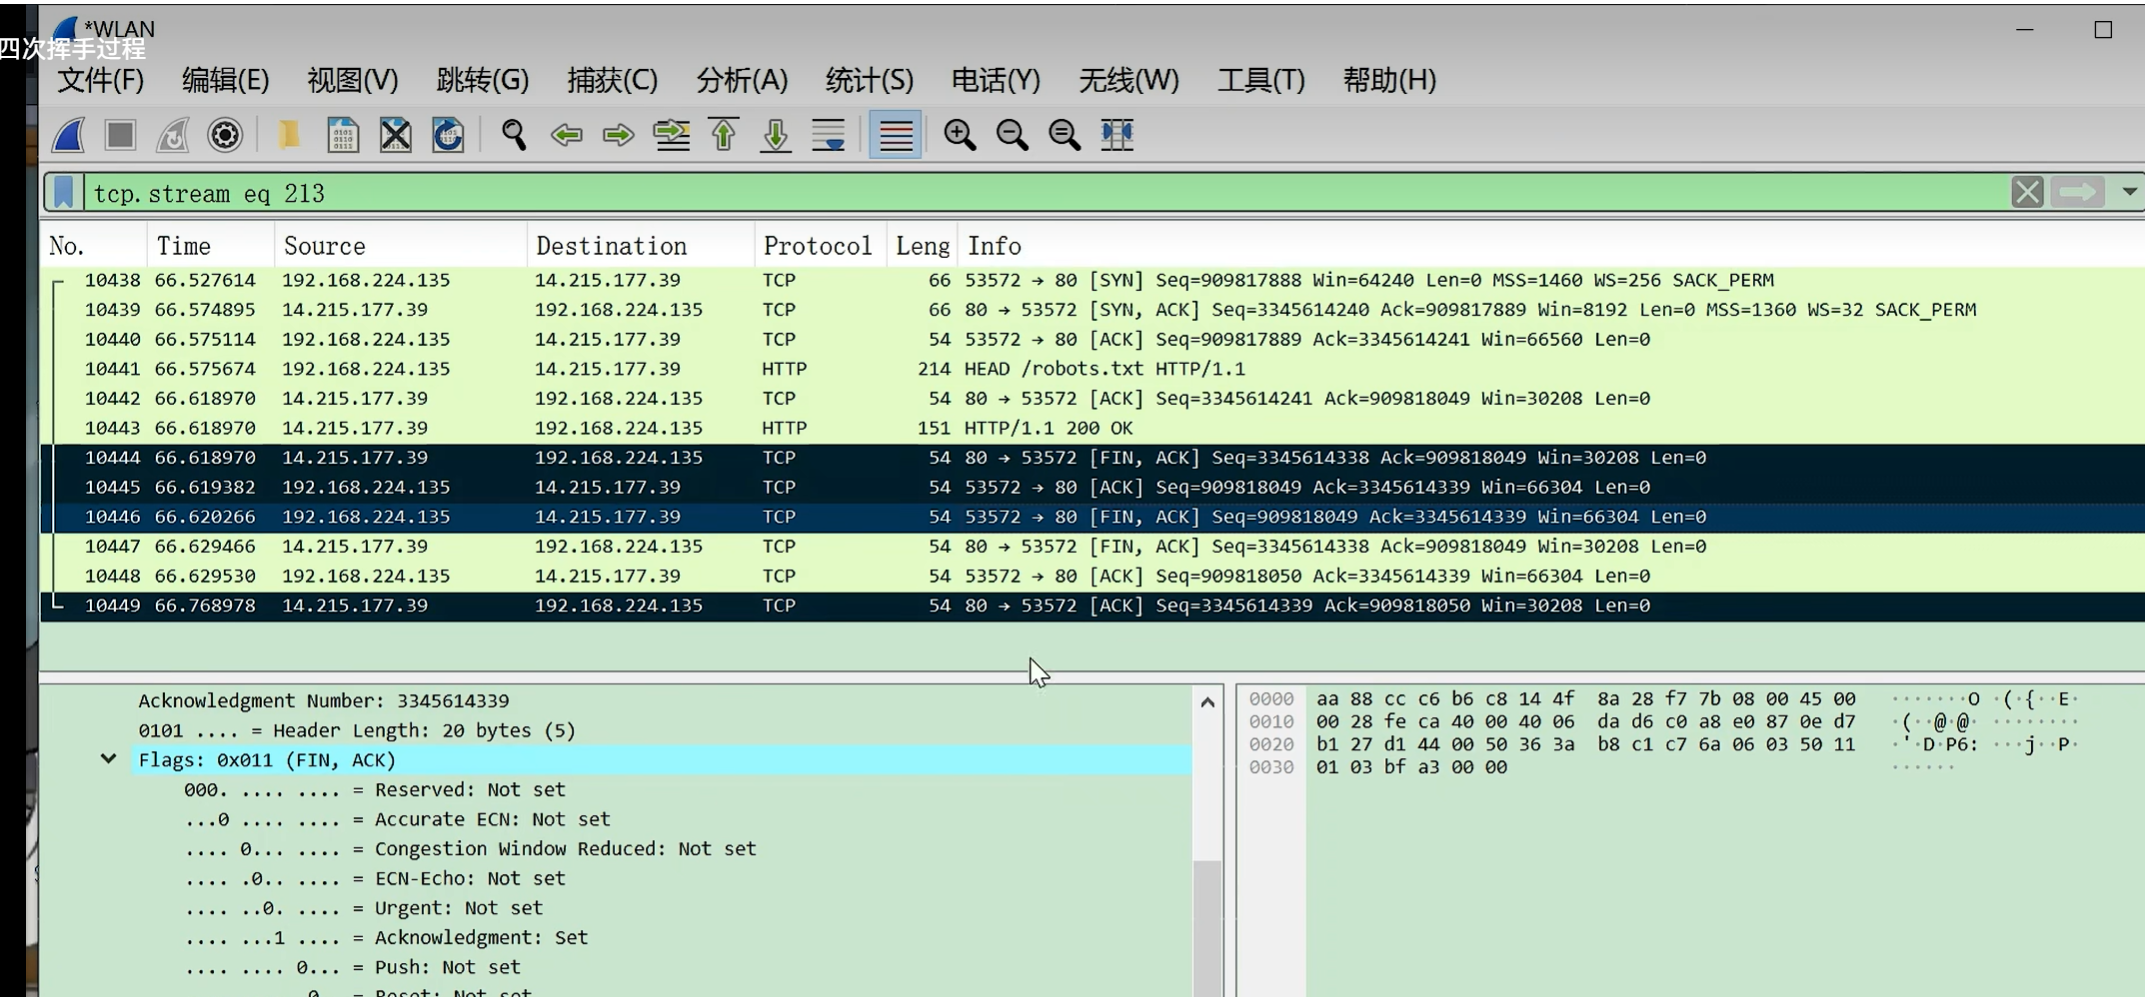 *WLAN
四次挥手过程
文件(F) 编辑(E) 视图(V) 跳转(G) 捕获(C) 分析(A) 统计(S) 电话(Y) 无线(W) 工具(T) 帮助(H)
tcp.stream eq 213
No. Time Source Destination Protocol Leng Info
10438 66.527614 192.168.224.135 14.215.177.39 TCP 66 53572 → 80 [SYN] Seq=909817888 Win=64240 Len=0 MSS=1460 WS=256 SACK_PERM
10439 66.574895 14.215.177.39 192.168.224.135 TCP 66 80 → 53572 [SYN, ACK] Seq=3345614240 Ack=909817889 Win=8192 Len=0 MSS=1360 WS=32 SACK_PERM
10440 66.575114 192.168.224.135 14.215.177.39 TCP 54 53572 → 80 [ACK] Seq=909817889 Ack=3345614241 Win=66560 Len=0
10441 66.575674 192.168.224.135 14.215.177.39 HTTP 214 HEAD /robots.txt HTTP/1.1
10442 66.618970 14.215.177.39 192.168.224.135 TCP 54 80 → 53572 [ACK] Seq=3345614241 Ack=909818049 Win=30208 Len=0
10443 66.618970 14.215.177.39 192.168.224.135 HTTP 151 HTTP/1.1 200 OK
10444 66.618970 14.215.177.39 192.168.224.135 TCP 54 80 → 53572 [FIN, ACK] Seq=3345614338 Ack=909818049 Win=30208 Len=0
10445 66.619382 192.168.224.135 14.215.177.39 TCP 54 53572 → 80 [ACK] Seq=909818049 Ack=3345614339 Win=66304 Len=0
10446 66.620266 192.168.224.135 14.215.177.39 TCP 54 53572 → 80 [FIN, ACK] Seq=909818049 Ack=3345614339 Win=66304 Len=0
10447 66.629466 14.215.177.39 192.168.224.135 TCP 54 80 → 53572 [FIN, ACK] Seq=3345614338 Ack=909818049 Win=30208 Len=0
10448 66.629530 192.168.224.135 14.215.177.39 TCP 54 53572 → 80 [ACK] Seq=909818050 Ack=3345614339 Win=66304 Len=0
10449 66.768978 14.215.177.39 192.168.224.135 TCP 54 80 → 53572 [ACK] Seq=3345614339 Ack=909818050 Win=30208 Len=0
Acknowledgment Number: 3345614339
0101 .... = Header Length: 20 bytes (5)
Flags: 0x011 (FIN, ACK)
000. .... .... = Reserved: Not set
...0 .... .... = Accurate ECN: Not set
.... 0... .... = Congestion Window Reduced: Not set
.... .0.. .... = ECN-Echo: Not set
.... ..0. .... = Urgent: Not set
.... ...1 .... = Acknowledgment: Set
.... .... 0... = Push: Not set
0 = Reset: Not set
0000 aa 88 cc c6 b6 c8 14 4f 8a 28 f7 7b 08 00 45 00 ·······O ·(·{··E·
0010 00 28 fe ca 40 00 40 06 da d6 c0 a8 e0 87 0e d7 ·(··@·@· ········
0020 b1 27 d1 44 00 50 36 3a b8 c1 c7 6a 06 03 50 11 ·'·D·P6: ···j··P·
0030 01 03 bf a3 00 00 ······